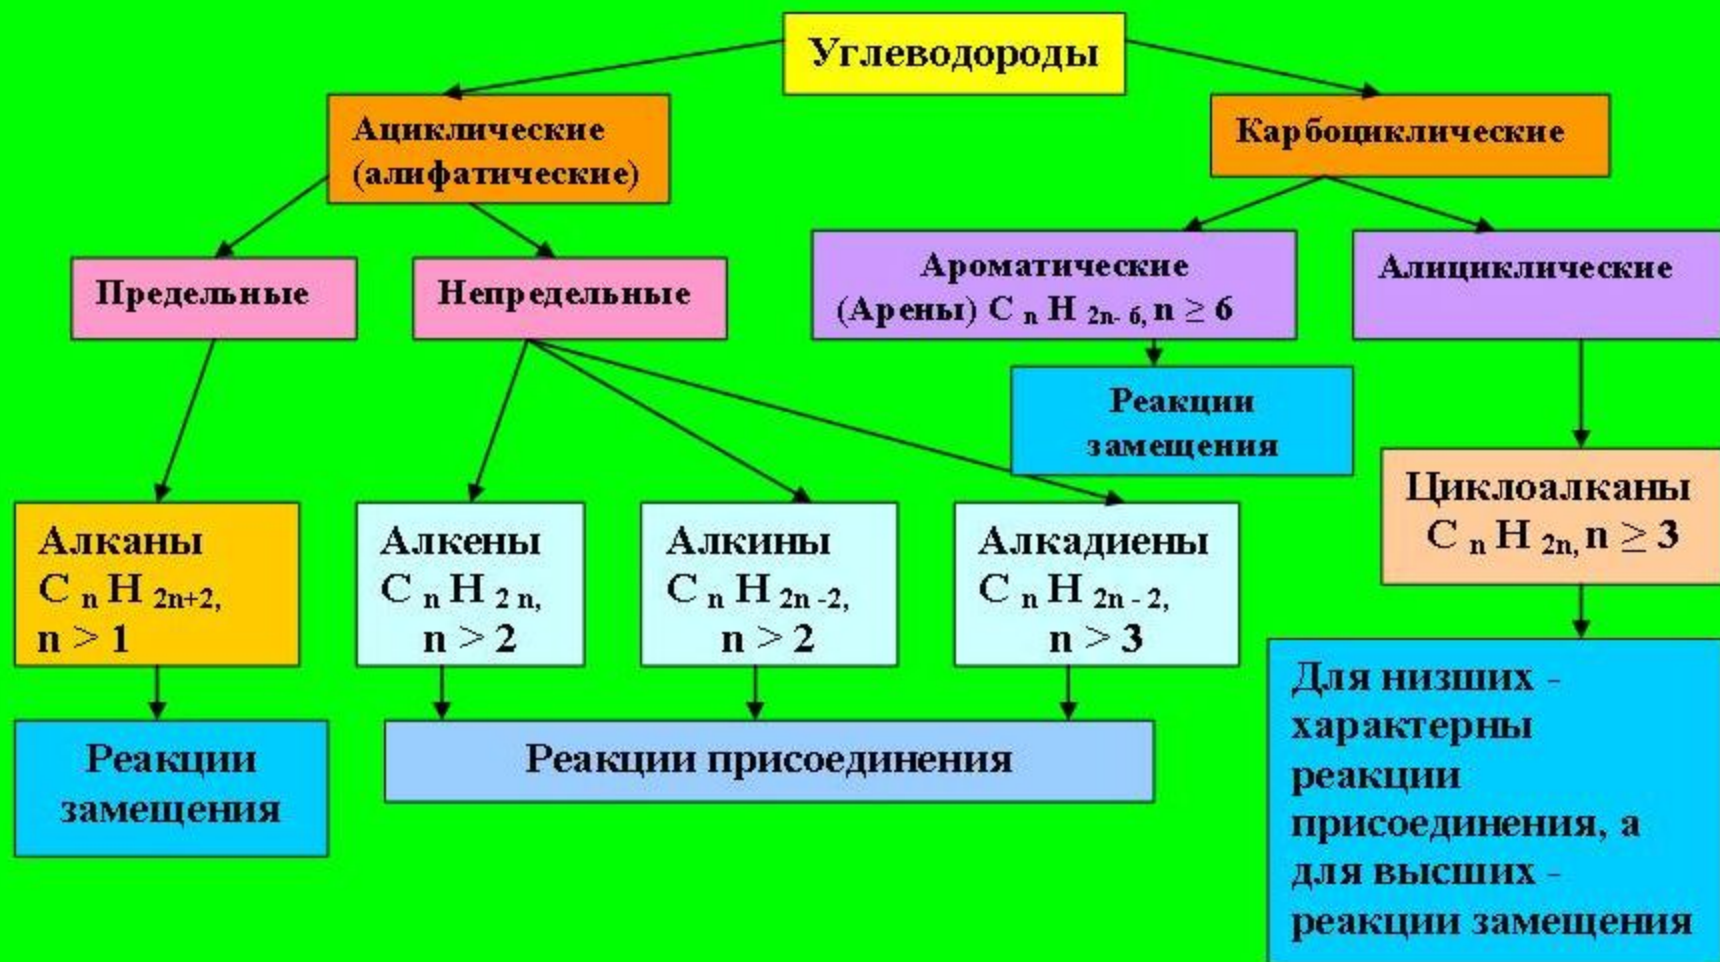 Углеводороды
Ациклические
(алифатические)
Карбоциклические
Предельные
Непредельные
Ароматические
(Арены) C n H 2n- 6, n ≥ 6
Алициклические
Реакции
замещения
Алканы
C n H 2n+2,
n > 1
Алкены
C n H 2 n,
n > 2
Алкины
C n H 2n -2,
n > 2
Алкадиены
C n H 2n - 2,
n > 3
Циклоалканы
C n H 2n, n ≥ 3
Реакции
замещения
Реакции присоединения
Для низших -
характерны
реакции
присоединения, а
для высших -
реакции замещения